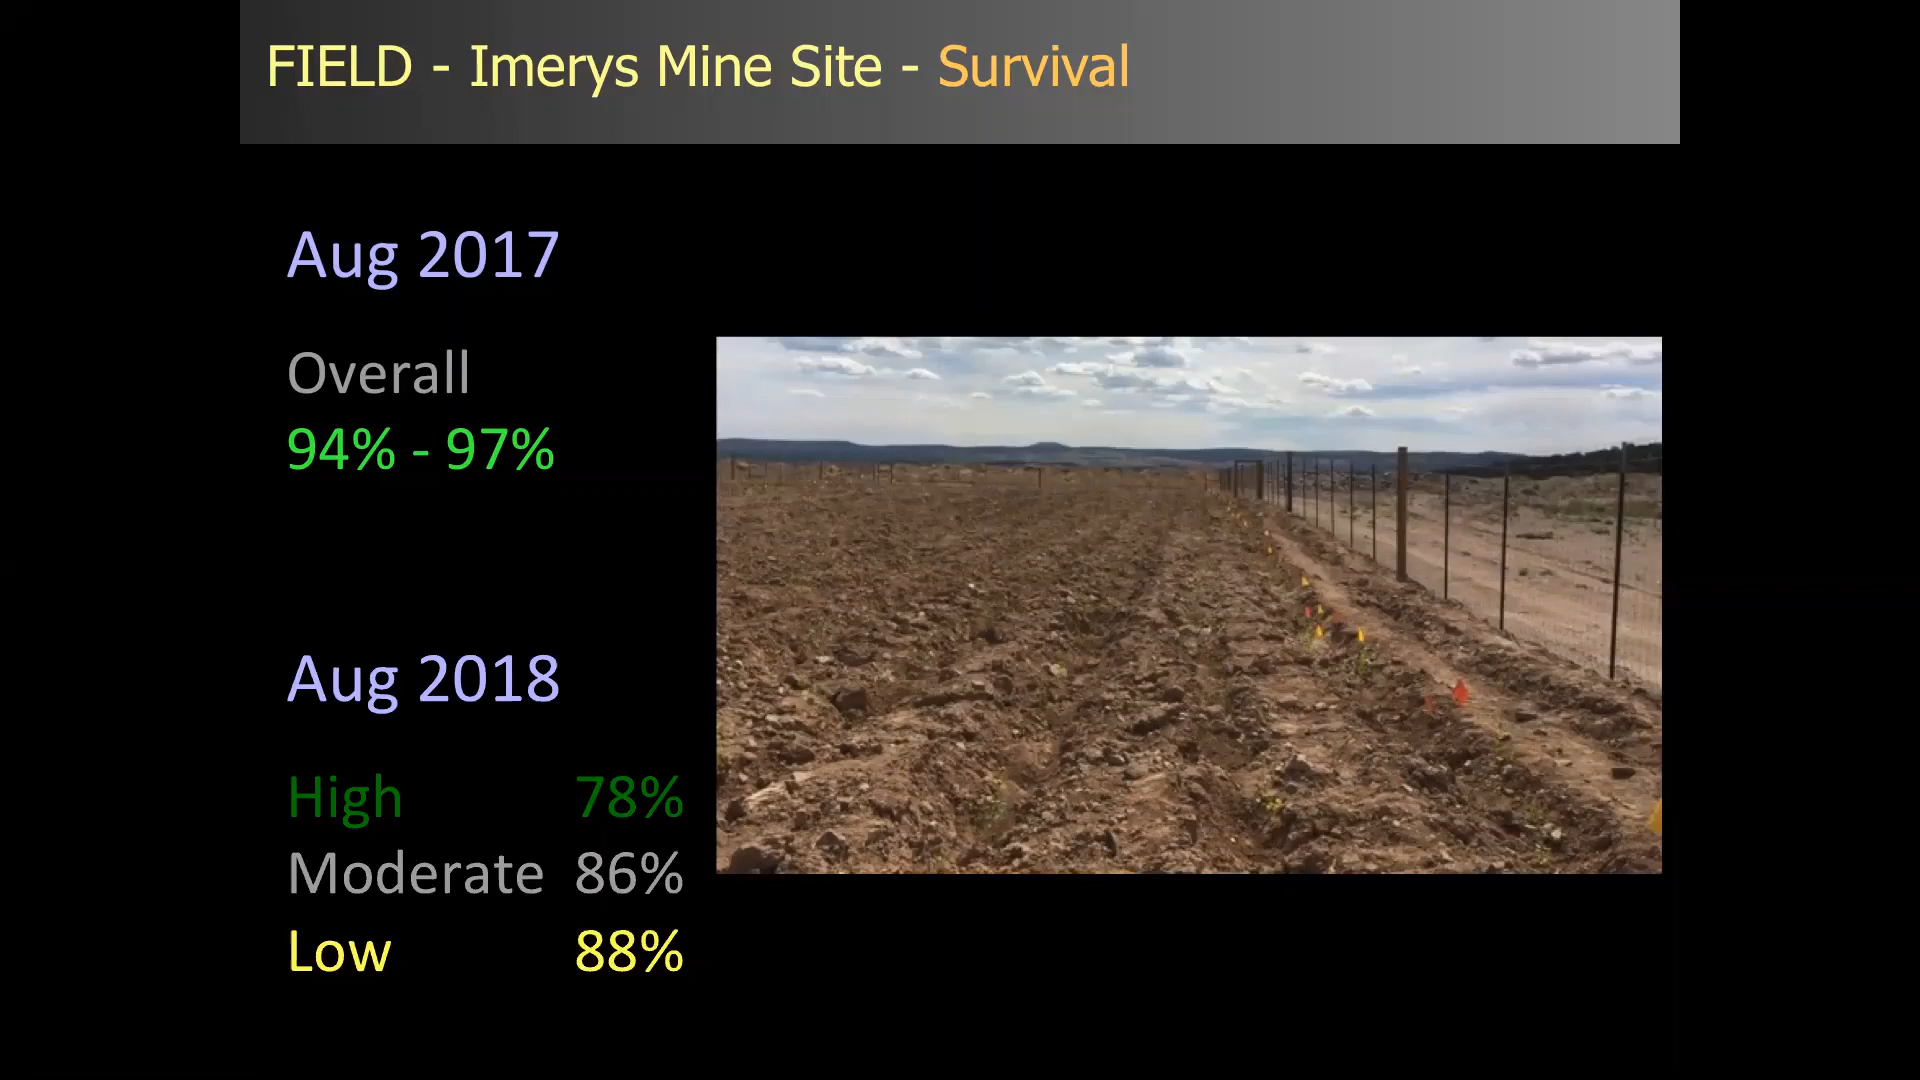 FIELD - Imerys Mine Site - Survival
Aug 2017
Overall
94% - 97%
Aug 2018
High 78%
Moderate 86%
Low 88%